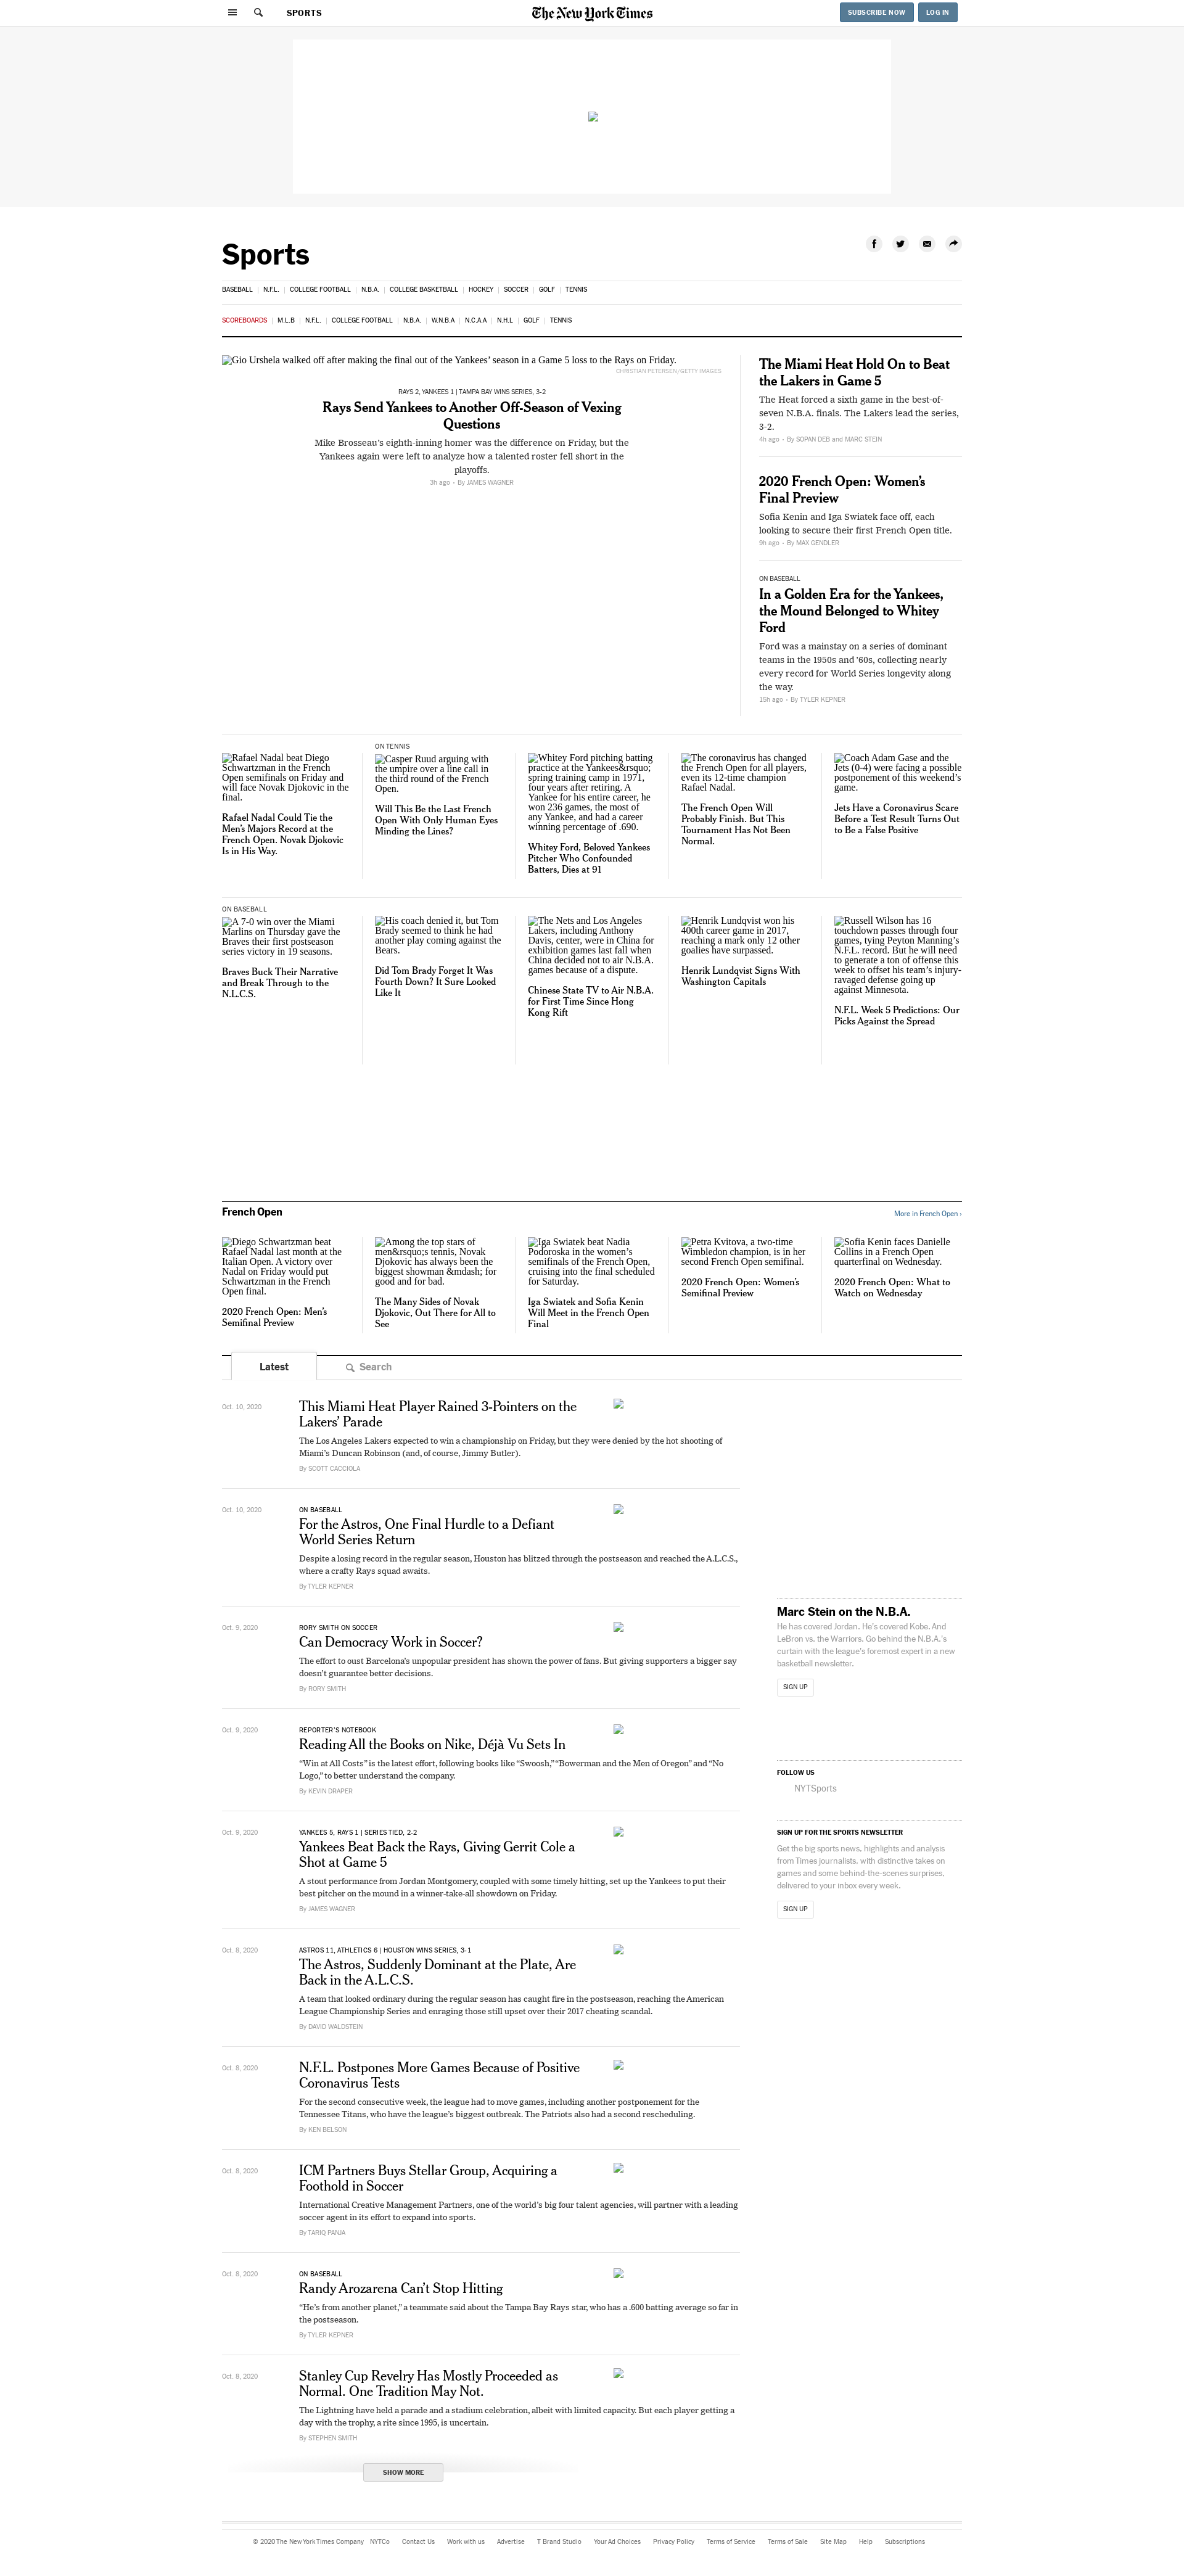 SPORTS
The New York Times
SUBSCRIBE NOW
LOG IN
Sports
BASEBALL | N.F.L. | COLLEGE FOOTBALL | N.B.A. | COLLEGE BASKETBALL | HOCKEY | SOCCER | GOLF | TENNIS
SCOREBOARDS | M.L.B | N.F.L. | COLLEGE FOOTBALL | N.B.A. | W.N.B.A | N.C.A.A | N.H.L | GOLF | TENNIS
Gio Urshela walked off after making the final out of the Yankees’ season in a Game 5 loss to the Rays on Friday.
CHRISTIAN PETERSEN/GETTY IMAGES
RAYS 2, YANKEES 1 | TAMPA BAY WINS SERIES, 3-2
Rays Send Yankees to Another Off-Season of Vexing
Questions
Mike Brosseau’s eighth-inning homer was the difference on Friday, but the
Yankees again were left to analyze how a talented roster fell short in the
playoffs.
3h ago • By JAMES WAGNER
The Miami Heat Hold On to Beat
the Lakers in Game 5
The Heat forced a sixth game in the best-of-
seven N.B.A. finals. The Lakers lead the series,
3-2.
4h ago • By SOPAN DEB and MARC STEIN
2020 French Open: Women’s
Final Preview
Sofia Kenin and Iga Swiatek face off, each
looking to secure their first French Open title.
9h ago • By MAX GENDLER
ON BASEBALL
In a Golden Era for the Yankees,
the Mound Belonged to Whitey
Ford
Ford was a mainstay on a series of dominant
teams in the 1950s and ’60s, collecting nearly
every record for World Series longevity along
the way.
15h ago • By TYLER KEPNER
Rafael Nadal beat Diego
Schwartzman in the French
Open semifinals on Friday and
will face Novak Djokovic in the
final.
Rafael Nadal Could Tie the
Men’s Majors Record at the
French Open. Novak Djokovic
Is in His Way.
ON TENNIS
Casper Ruud arguing with
the umpire over a line call in
the third round of the French
Open.
Will This Be the Last French
Open With Only Human Eyes
Minding the Lines?
Whitey Ford pitching batting
practice at the Yankees&rsquo;
spring training camp in 1971,
four years after retiring. A
Yankee for his entire career, he
won 236 games, the most of
any Yankee, and had a career
winning percentage of .690.
Whitey Ford, Beloved Yankees
Pitcher Who Confounded
Batters, Dies at 91
The coronavirus has changed
the French Open for all players,
even its 12-time champion
Rafael Nadal.
The French Open Will
Probably Finish. But This
Tournament Has Not Been
Normal.
Coach Adam Gase and the
Jets (0-4) were facing a possible
postponement of this weekend’s
game.
Jets Have a Coronavirus Scare
Before a Test Result Turns Out
to Be a False Positive
ON BASEBALL
A 7-0 win over the Miami
Marlins on Thursday gave the
Braves their first postseason
series victory in 19 seasons.
Braves Buck Their Narrative
and Break Through to the
N.L.C.S.
His coach denied it, but Tom
Brady seemed to think he had
another play coming against the
Bears.
Did Tom Brady Forget It Was
Fourth Down? It Sure Looked
Like It
The Nets and Los Angeles
Lakers, including Anthony
Davis, center, were in China for
exhibition games last fall when
China decided not to air N.B.A.
games because of a dispute.
Chinese State TV to Air N.B.A.
for First Time Since Hong
Kong Rift
Henrik Lundqvist won his
400th career game in 2017,
reaching a mark only 12 other
goalies have surpassed.
Henrik Lundqvist Signs With
Washington Capitals
Russell Wilson has 16
touchdown passes through four
games, tying Peyton Manning’s
N.F.L. record. But he will need
to generate a ton of offense this
week to offset his team’s injury-
ravaged defense going up
against Minnesota.
N.F.L. Week 5 Predictions: Our
Picks Against the Spread
French Open
More in French Open ›
Diego Schwartzman beat
Rafael Nadal last month at the
Italian Open. A victory over
Nadal on Friday would put
Schwartzman in the French
Open final.
2020 French Open: Men’s
Semifinal Preview
Among the top stars of
men&rsquo;s tennis, Novak
Djokovic has always been the
biggest showman &mdash; for
good and for bad.
The Many Sides of Novak
Djokovic, Out There for All to
See
Iga Swiatek beat Nadia
Podoroska in the women’s
semifinals of the French Open,
cruising into the final scheduled
for Saturday.
Iga Swiatek and Sofia Kenin
Will Meet in the French Open
Final
Petra Kvitova, a two-time
Wimbledon champion, is in her
second French Open semifinal.
2020 French Open: Women’s
Semifinal Preview
Sofia Kenin faces Danielle
Collins in a French Open
quarterfinal on Wednesday.
2020 French Open: What to
Watch on Wednesday
Latest
Search
Oct. 10, 2020
This Miami Heat Player Rained 3-Pointers on the
Lakers’ Parade
The Los Angeles Lakers expected to win a championship on Friday, but they were denied by the hot shooting of
Miami’s Duncan Robinson (and, of course, Jimmy Butler).
By SCOTT CACCIOLA
Oct. 10, 2020
ON BASEBALL
For the Astros, One Final Hurdle to a Defiant
World Series Return
Despite a losing record in the regular season, Houston has blitzed through the postseason and reached the A.L.C.S.,
where a crafty Rays squad awaits.
By TYLER KEPNER
Oct. 9, 2020
RORY SMITH ON SOCCER
Can Democracy Work in Soccer?
The effort to oust Barcelona’s unpopular president has shown the power of fans. But giving supporters a bigger say
doesn’t guarantee better decisions.
By RORY SMITH
Oct. 9, 2020
REPORTER’S NOTEBOOK
Reading All the Books on Nike, Déjà Vu Sets In
“Win at All Costs” is the latest effort, following books like “Swoosh,” “Bowerman and the Men of Oregon” and “No
Logo,” to better understand the company.
By KEVIN DRAPER
Oct. 9, 2020
YANKEES 5, RAYS 1 | SERIES TIED, 2-2
Yankees Beat Back the Rays, Giving Gerrit Cole a
Shot at Game 5
A stout performance from Jordan Montgomery, coupled with some timely hitting, set up the Yankees to put their
best pitcher on the mound in a winner-take-all showdown on Friday.
By JAMES WAGNER
Oct. 8, 2020
ASTROS 11, ATHLETICS 6 | HOUSTON WINS SERIES, 3-1
The Astros, Suddenly Dominant at the Plate, Are
Back in the A.L.C.S.
A team that looked ordinary during the regular season has caught fire in the postseason, reaching the American
League Championship Series and enraging those still upset over their 2017 cheating scandal.
By DAVID WALDSTEIN
Oct. 8, 2020
N.F.L. Postpones More Games Because of Positive
Coronavirus Tests
For the second consecutive week, the league had to move games, including another postponement for the
Tennessee Titans, who have the league’s biggest outbreak. The Patriots also had a second rescheduling.
By KEN BELSON
Oct. 8, 2020
ICM Partners Buys Stellar Group, Acquiring a
Foothold in Soccer
International Creative Management Partners, one of the world’s big four talent agencies, will partner with a leading
soccer agent in its effort to expand into sports.
By TARIQ PANJA
Oct. 8, 2020
ON BASEBALL
Randy Arozarena Can’t Stop Hitting
“He’s from another planet,” a teammate said about the Tampa Bay Rays star, who has a .600 batting average so far in
the postseason.
By TYLER KEPNER
Oct. 8, 2020
Stanley Cup Revelry Has Mostly Proceeded as
Normal. One Tradition May Not.
The Lightning have held a parade and a stadium celebration, albeit with limited capacity. But each player getting a
day with the trophy, a rite since 1995, is uncertain.
By STEPHEN SMITH
SHOW MORE
Marc Stein on the N.B.A.
He has covered Jordan. He’s covered Kobe. And
LeBron vs. the Warriors. Go behind the N.B.A.’s
curtain with the league’s foremost expert in a new
basketball newsletter.
SIGN UP
FOLLOW US
NYTSports
SIGN UP FOR THE SPORTS NEWSLETTER
Get the big sports news, highlights and analysis
from Times journalists, with distinctive takes on
games and some behind-the-scenes surprises,
delivered to your inbox every week.
SIGN UP
© 2020 The New York Times Company NYTCo Contact Us Work with us Advertise T Brand Studio Your Ad Choices Privacy Policy Terms of Service Terms of Sale Site Map Help Subscriptions